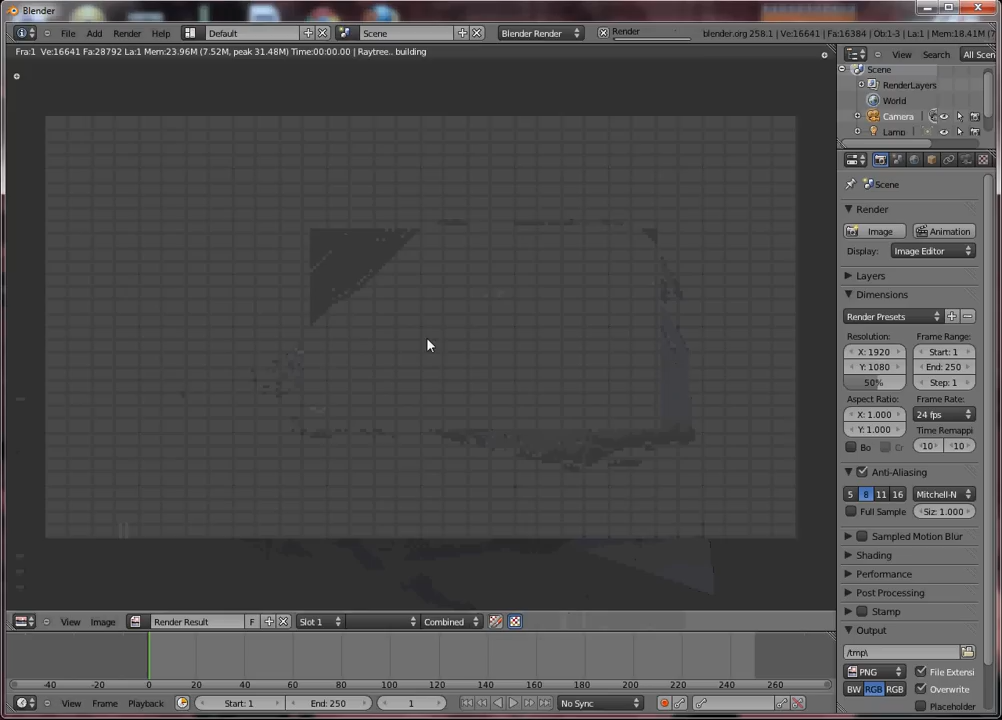 Blender
File Add Render Help Default Scene Blender Render Render blender.org 258.1 | Ve:16641 | Fa:16384 | Ob:1-3 | La:1 | Mem:18.41M (7
Fra:1 Ve:16641 Fa:28792 La:1 Mem:23.96M (7.52M, peak 31.48M) Time:00:00.00 | Raytree.. building
View Search All Scen
Scene
RenderLayers
World
Camera
Lamp
Scene
Render
Image Animation
Display: Image Editor
Layers
Dimensions
Render Presets
Resolution: Frame Range:
X: 1920 Start: 1
Y: 1080 End: 250
50% Step: 1
Aspect Ratio: Frame Rate:
X: 1.000 24 fps
Y: 1.000 Time Remappi
Bo Cr 10 10
Anti-Aliasing
5 8 11 16 Mitchell-N
Full Sample Siz: 1.000
Sampled Motion Blur
Shading
Performance
Post Processing
Stamp
Output
/tmp\
PNG File Extensi
BW RGB RGB Overwrite
Placeholder
View Image Render Result F Slot 1 Combined
-40 -20 0 20 40 60 80 100 120 140 160 180 200 220 240 260
View Frame Playback Start: 1 End: 250 1 No Sync